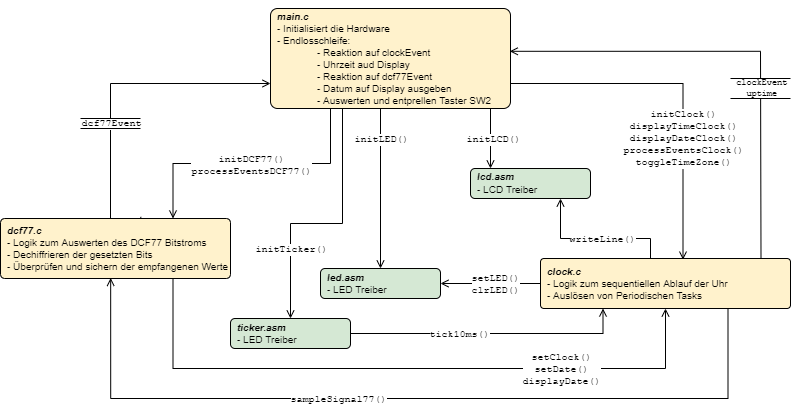 main.c
- Initialisiert die Hardware
- Endlosschleife:
- Reaktion auf clockEvent
- Uhrzeit aud Display
- Reaktion auf dcf77Event
- Datum auf Display ausgeben
- Auswerten und entprellen Taster SW2
clockEvent
uptime
dcf77Event
initClock()
displayTimeClock()
displayDateClock()
processEventsClock()
toggleTimeZone()
initLED()
initLCD()
initDCF77()
processEventsDCF77()
lcd.asm
- LCD Treiber
dcf77.c
- Logik zum Auswerten des DCF77 Bitstroms
- Dechiffrieren der gesetzten Bits
- Überprüfen und sichern der empfangenen Werte
initTicker()
writeLine()
led.asm
- LED Treiber
setLED()
clrLED()
clock.c
- Logik zum sequentiellen Ablauf der Uhr
- Auslösen von Periodischen Tasks
ticker.asm
- LED Treiber
tick10ms()
setClock()
setDate()
displayDate()
sampleSignal77()